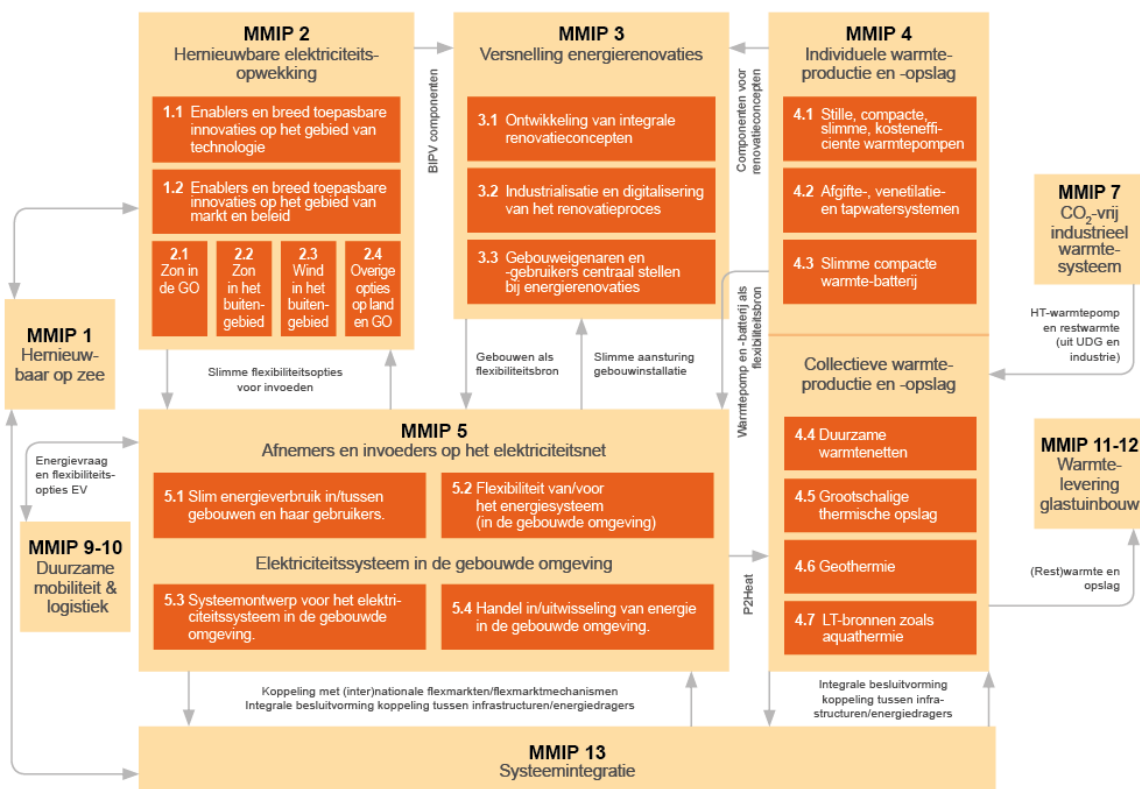 MMIP 2
Hernieuwbare elektriciteits-
opwekking
1.1 Enablers en breed toepasbare
innovaties op het gebied van
technologie
1.2 Enablers en breed toepasbare
innovaties op het gebied van
markt en beleid
2.1
Zon in
de GO
2.2
Zon
in het
buiten-
gebied
2.3
Wind
in het
buiten-
gebied
2.4
Overige
opties
op land
en GO
BIPV componenten
MMIP 3
Versnelling energierenovaties
3.1 Ontwikkeling van integrale
renovatieconcepten
3.2 Industrialisatie en digitalisering
van het renovatieproces
3.3 Gebouweigenaren en
-gebruikers centraal stellen
bij energierenovaties
Componenten voor
renovatieconcepten
MMIP 4
Individuele warmte-
productie en -opslag
4.1 Stille, compacte,
slimme, kosteneffi-
ciente warmtepompen
4.2 Afgifte-, venetilatie-
en tapwatersystemen
4.3 Slimme compacte
warmte-batterij
Collectieve warmte-
productie en -opslag
4.4 Duurzame
warmtenetten
4.5 Grootschalige
thermische opslag
4.6 Geothermie
4.7 LT-bronnen zoals
aquathermie
MMIP 7
CO₂-vrij
industrieel
warmte-
systeem
HT-warmtepomp
en restwarmte
(uit UDG en
industrie)
MMIP 11-12
Warmte-
levering
glastuinbouw
(Rest)warmte en
opslag
MMIP 1
Hernieuw-
baar op zee
Slimme flexibiliteitsopties
voor invoeden
Gebouwen als
flexibiliteitsbron
Slimme aansturing
gebouwinstallatie
Warmtepomp en -batterij als
flexibiliteitsbron
MMIP 5
Afnemers en invoeders op het elektriciteitsnet
5.1 Slim energieverbruik in/tussen
gebouwen en haar gebruikers.
5.2 Flexibiliteit van/voor
het energiesysteem
(in de gebouwde omgeving)
Elektriciteitssysteem in de gebouwde omgeving
5.3 Systeemontwerp voor het elektri-
citeitssysteem in de gebouwde
omgeving.
5.4 Handel in/uitwisseling van energie
in de gebouwde omgeving.
Energievraag
en flexibiliteits-
opties EV
MMIP 9-10
Duurzame
mobiliteit &
logistiek
P2Heat
Koppeling met (inter)nationale flexmarkten/flexmarktmechanismen
Integrale besluitvorming koppeling tussen infrastructuren/energiedragers
Integrale besluitvorming
koppeling tussen infra-
structuren/energiedragers
MMIP 13
Systeemintegratie